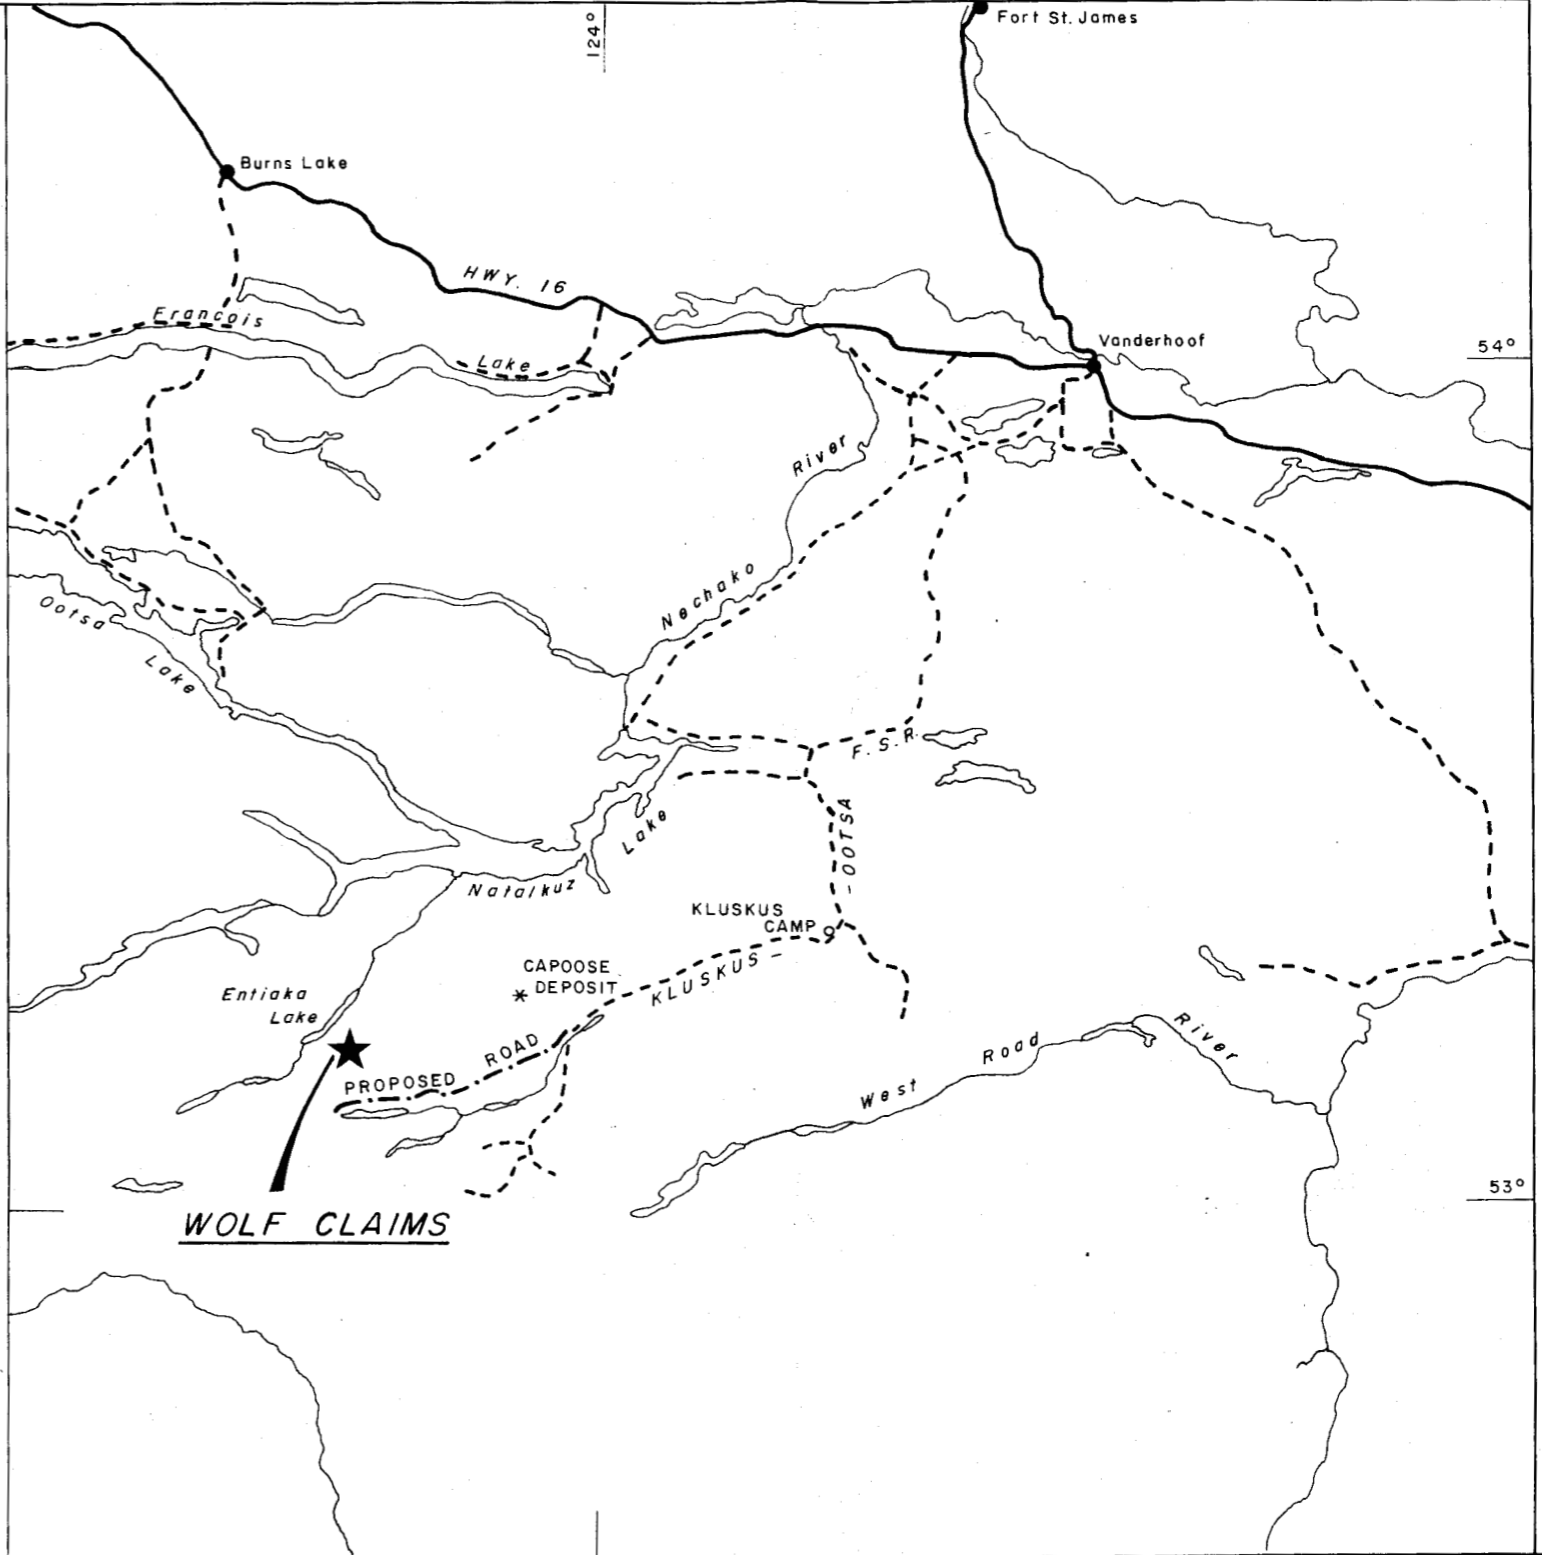 124°
Fort St. James
Burns Lake
HWY. 16
Francois
Lake
Vanderhoof
54°
River
Nechako
Ootsa
Lake
F.S.R.
Lake
-OOTSA
Natalkuz
KLUSKUS
CAMP
CAPOOSE
DEPOSIT
KLUSKUS-
Entiaka
Lake
PROPOSED ROAD
West Road River
53°
WOLF CLAIMS